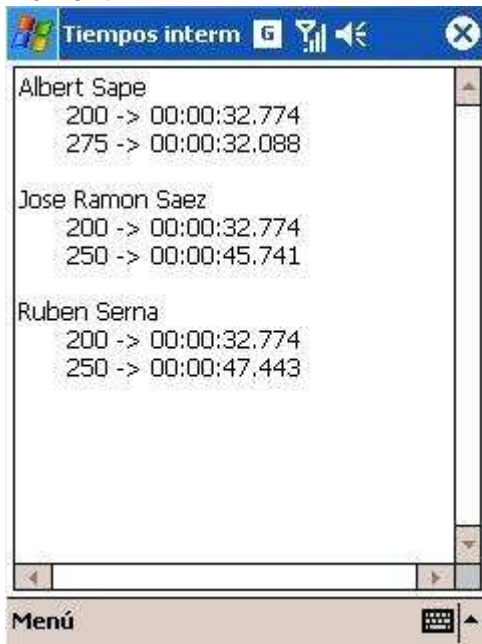 Tiempos interm G
Albert Sape
200 -> 00:00:32.774
275 -> 00:00:32.088
Jose Ramon Saez
200 -> 00:00:32.774
250 -> 00:00:45.741
Ruben Serna
200 -> 00:00:32.774
250 -> 00:00:47.443
Menú